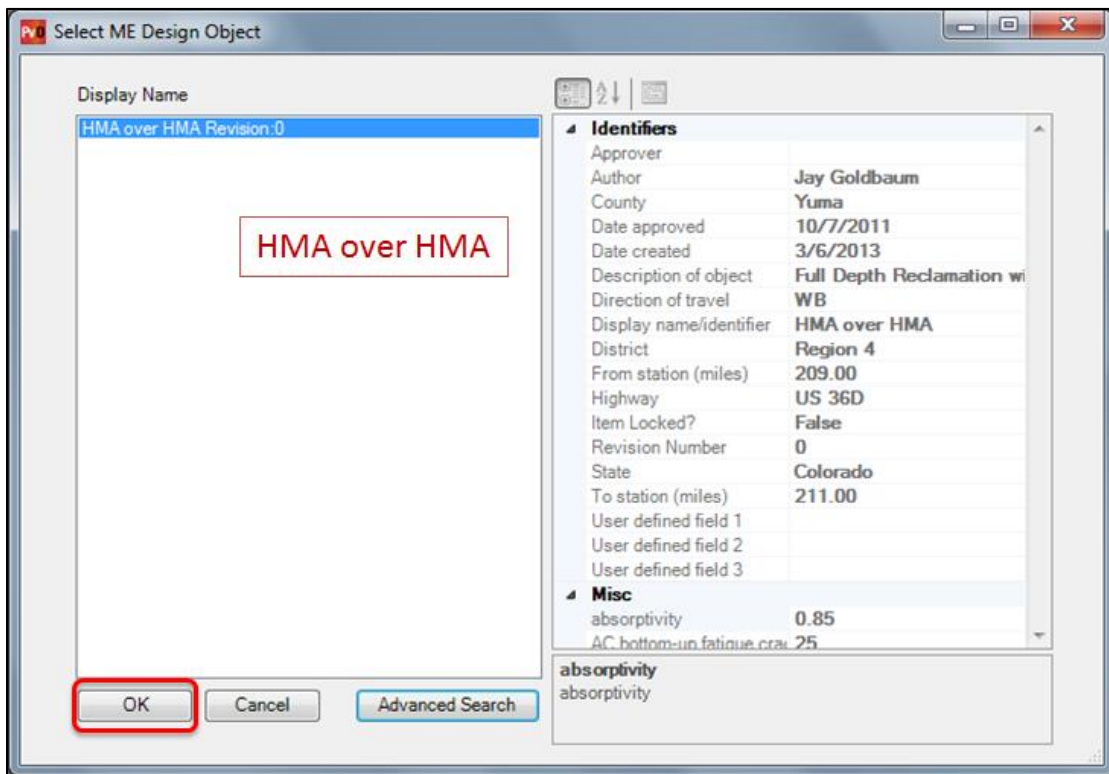 PvD Select ME Design Object
Display Name
HMA over HMA Revision:0
HMA over HMA
OK Cancel Advanced Search
Identifiers
Approver
Author Jay Goldbaum
County Yuma
Date approved 10/7/2011
Date created 3/6/2013
Description of object Full Depth Reclamation wi
Direction of travel WB
Display name/identifier HMA over HMA
District Region 4
From station (miles) 209.00
Highway US 36D
Item Locked? False
Revision Number 0
State Colorado
To station (miles) 211.00
User defined field 1
User defined field 2
User defined field 3
Misc
absorptivity 0.85
AC bottom-up fatigue crac 25
absorptivity
absorptivity